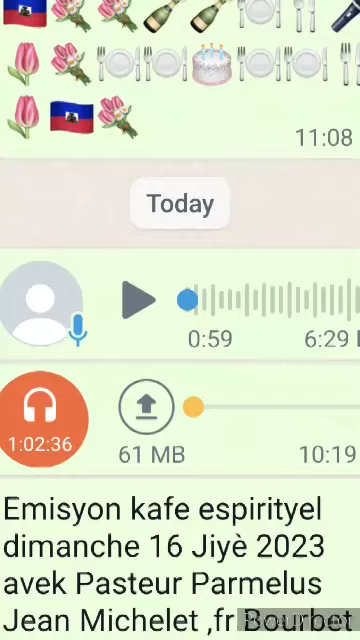 11:08
Today
0:59 6:29
1:02:36
61 MB 10:19
Emisyon kafe espirityel
dimanche 16 Jiyè 2023
avek Pasteur Parmelus
Jean Michelet ,fr Bourbet